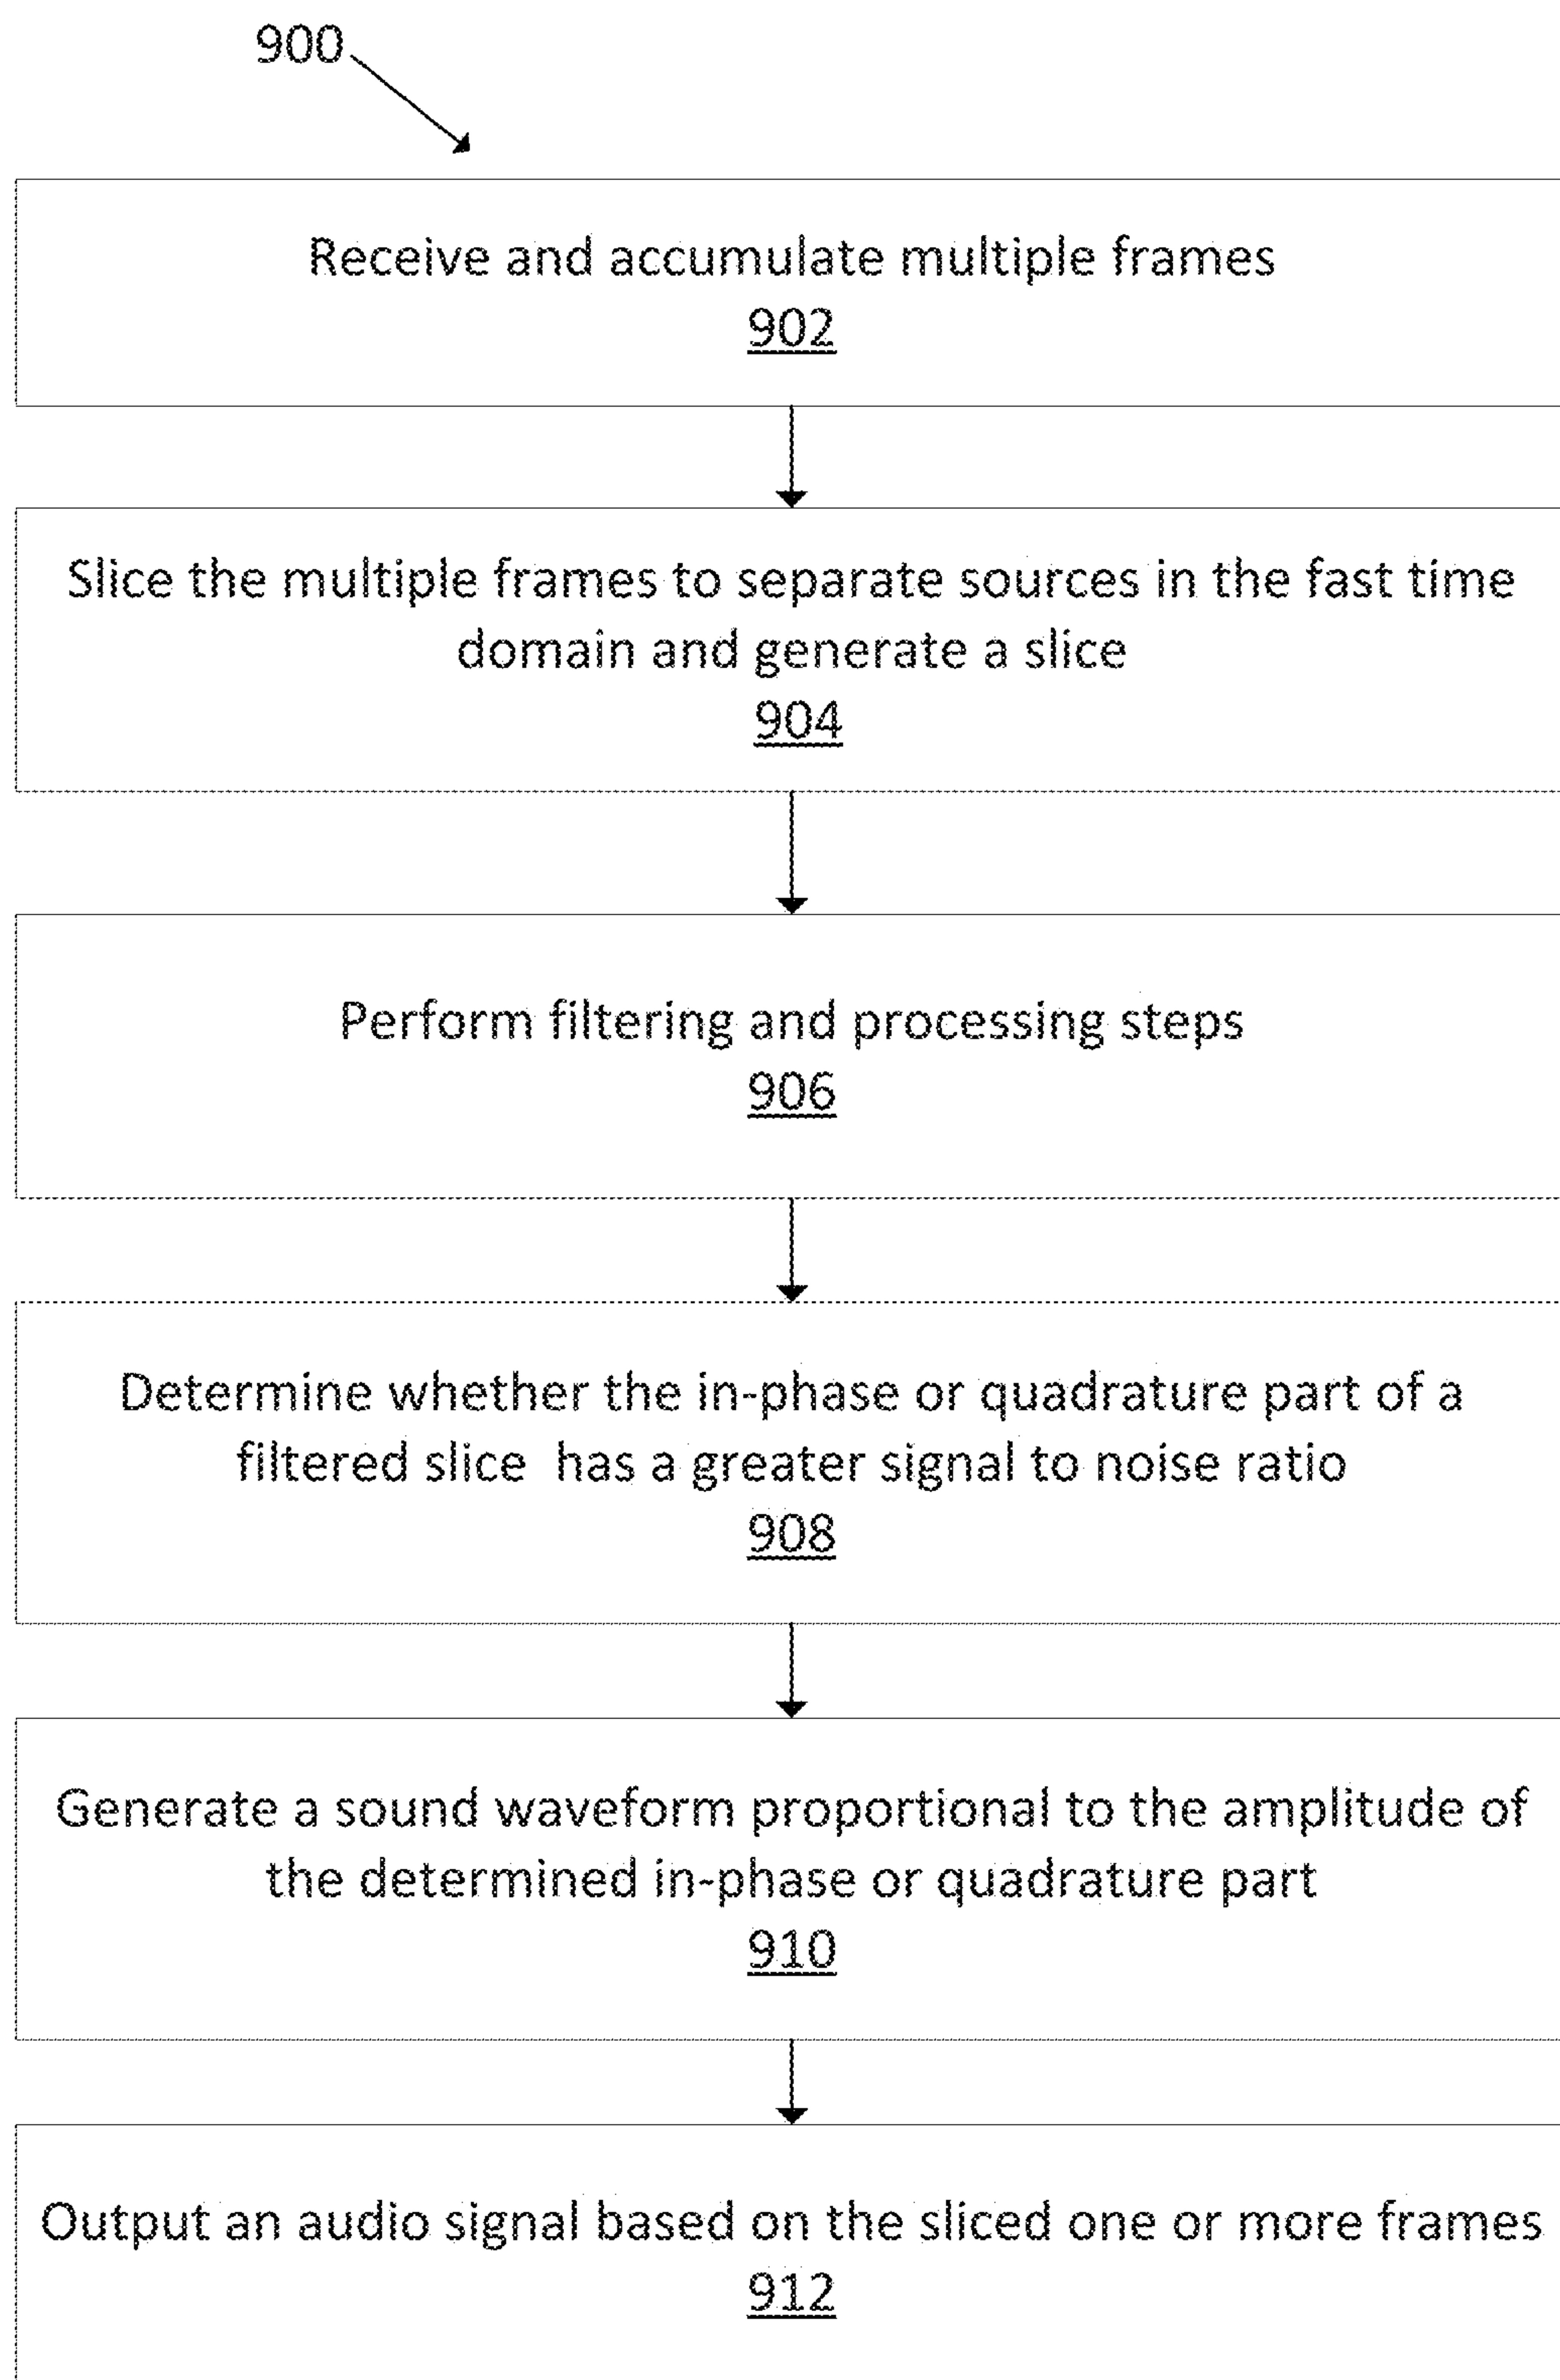 900
Receive and accumulate multiple frames
902
Slice the multiple frames to separate sources in the fast time
domain and generate a slice
904
Perform filtering and processing steps
906
Determine whether the in-phase or quadrature part of a
filtered slice has a greater signal to noise ratio
908
Generate a sound waveform proportional to the amplitude of
the determined in-phase or quadrature part
910
Output an audio signal based on the sliced one or more frames
912